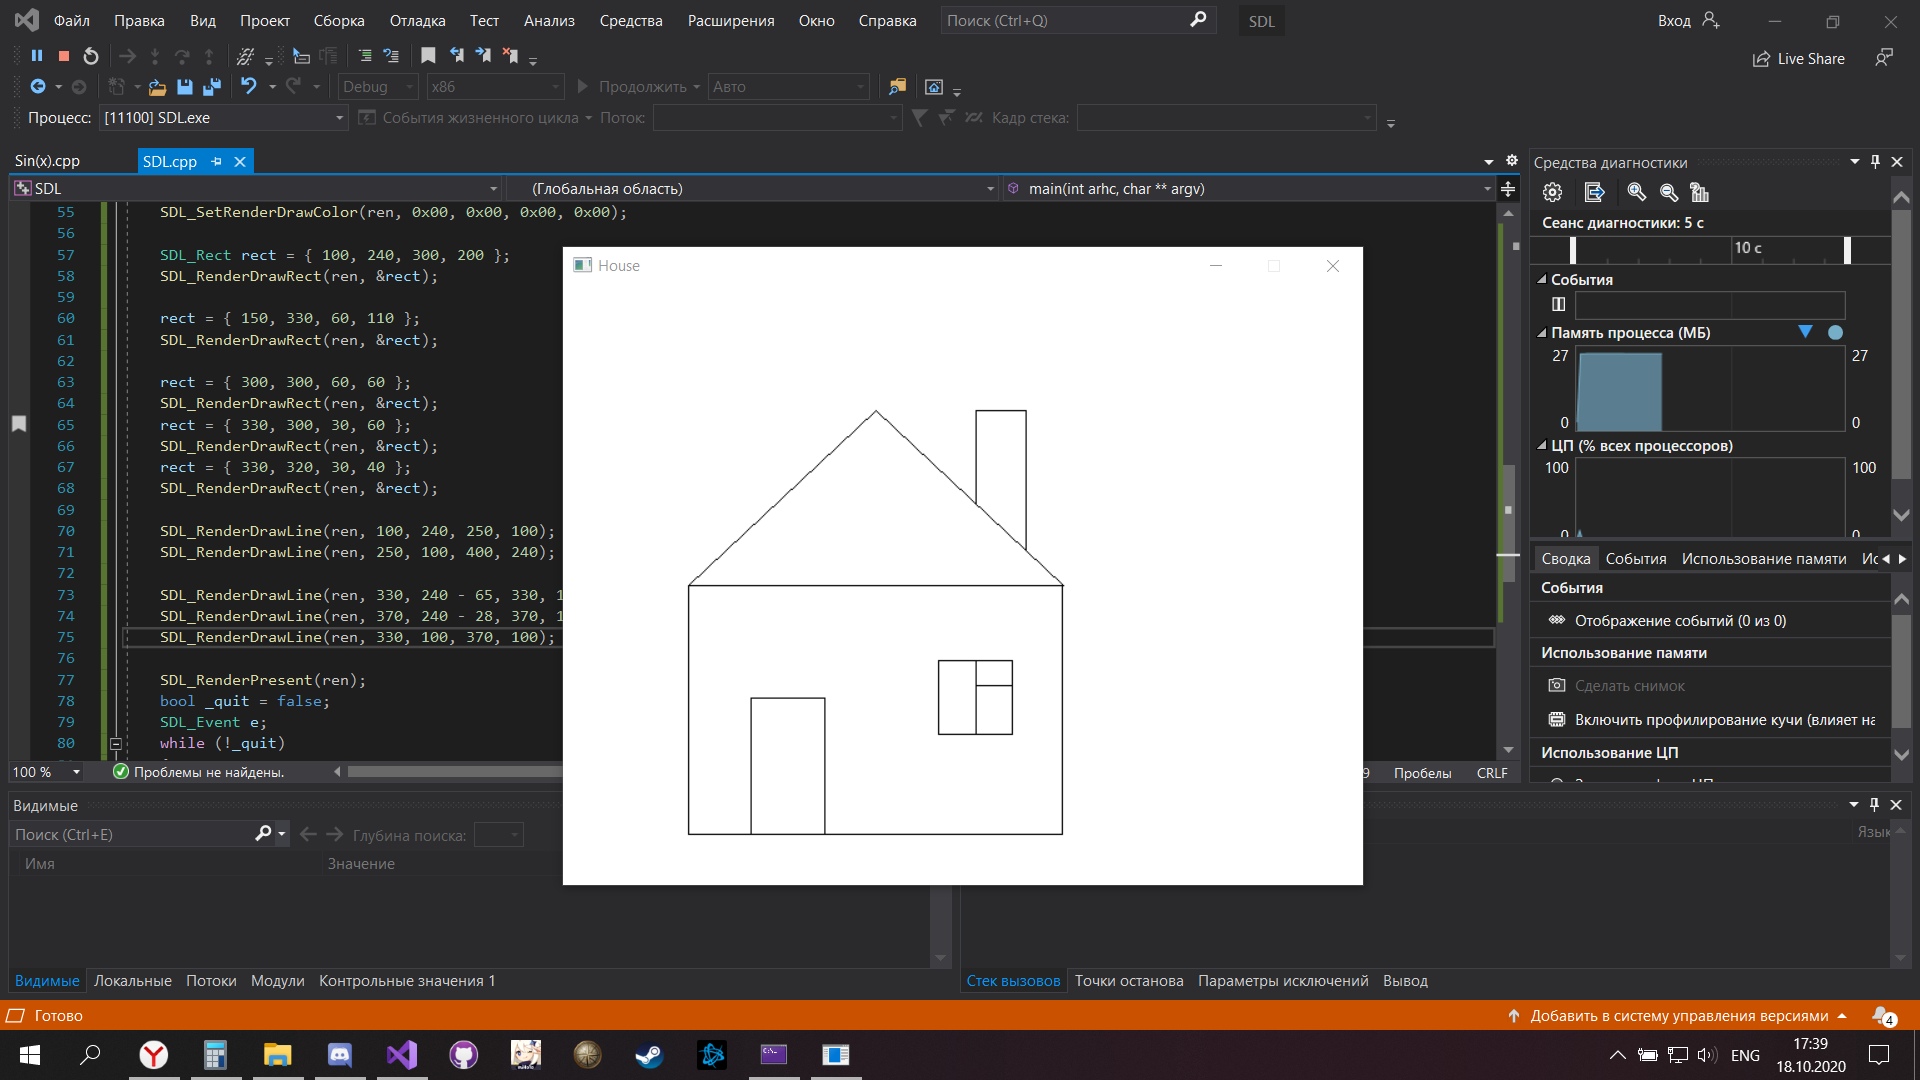 Файл Правка Вид Проект Сборка Отладка Тест Анализ Средства Расширения Окно Справка Поиск (Ctrl+Q) SDL Вход
Live Share
Debug x86 Продолжить Авто
Процесс: [11100] SDL.exe События жизненного цикла Поток: Кадр стека:
Sin(x).cpp SDL.cpp
SDL (Глобальная область) main(int arhc, char ** argv)
55 SDL_SetRenderDrawColor(ren, 0x00, 0x00, 0x00, 0x00);
56
57 SDL_Rect rect = { 100, 240, 300, 200 };
58 SDL_RenderDrawRect(ren, &rect);
59
60 rect = { 150, 330, 60, 110 };
61 SDL_RenderDrawRect(ren, &rect);
62
63 rect = { 300, 300, 60, 60 };
64 SDL_RenderDrawRect(ren, &rect);
65 rect = { 330, 300, 30, 60 };
66 SDL_RenderDrawRect(ren, &rect);
67 rect = { 330, 320, 30, 40 };
68 SDL_RenderDrawRect(ren, &rect);
69
70 SDL_RenderDrawLine(ren, 100, 240, 250, 100);
71 SDL_RenderDrawLine(ren, 250, 100, 400, 240);
72
73 SDL_RenderDrawLine(ren, 330, 240 - 65, 330, 1
74 SDL_RenderDrawLine(ren, 370, 240 - 28, 370, 1
75 SDL_RenderDrawLine(ren, 330, 100, 370, 100);
76
77 SDL_RenderPresent(ren);
78 bool _quit = false;
79 SDL_Event e;
80 while (!_quit)
House
100 % Проблемы не найдены. 9 Пробелы CRLF
Средства диагностики
Сеанс диагностики: 5 с
10 с
События
Память процесса (МБ)
27 27
0 0
ЦП (% всех процессоров)
100 100
0 0
Сводка События Использование памяти Ис
События
Отображение событий (0 из 0)
Использование памяти
Сделать снимок
Включить профилирование кучи (влияет на
Использование ЦП
Видимые
Поиск (Ctrl+E) Глубина поиска:
Имя Значение
Язык
Видимые Локальные Потоки Модули Контрольные значения 1
Стек вызовов Точки останова Параметры исключений Вывод
Готово Добавить в систему управления версиями 4
ENG 17:39
18.10.2020